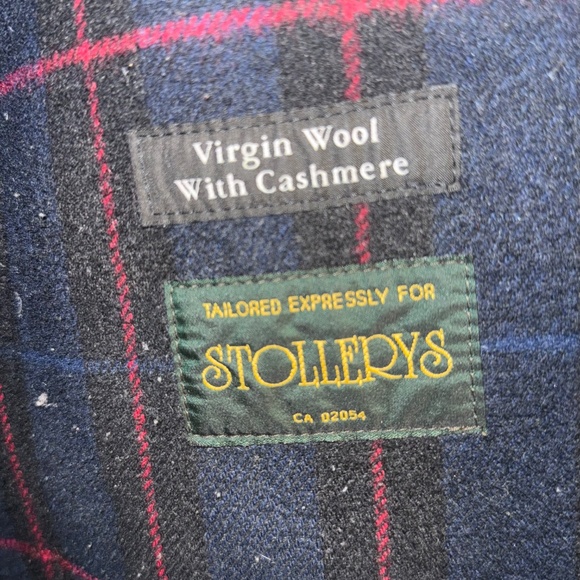 Virgin Wool
With Cashmere
TAILORED EXPRESSLY FOR
STOLLERYS
CA 02054